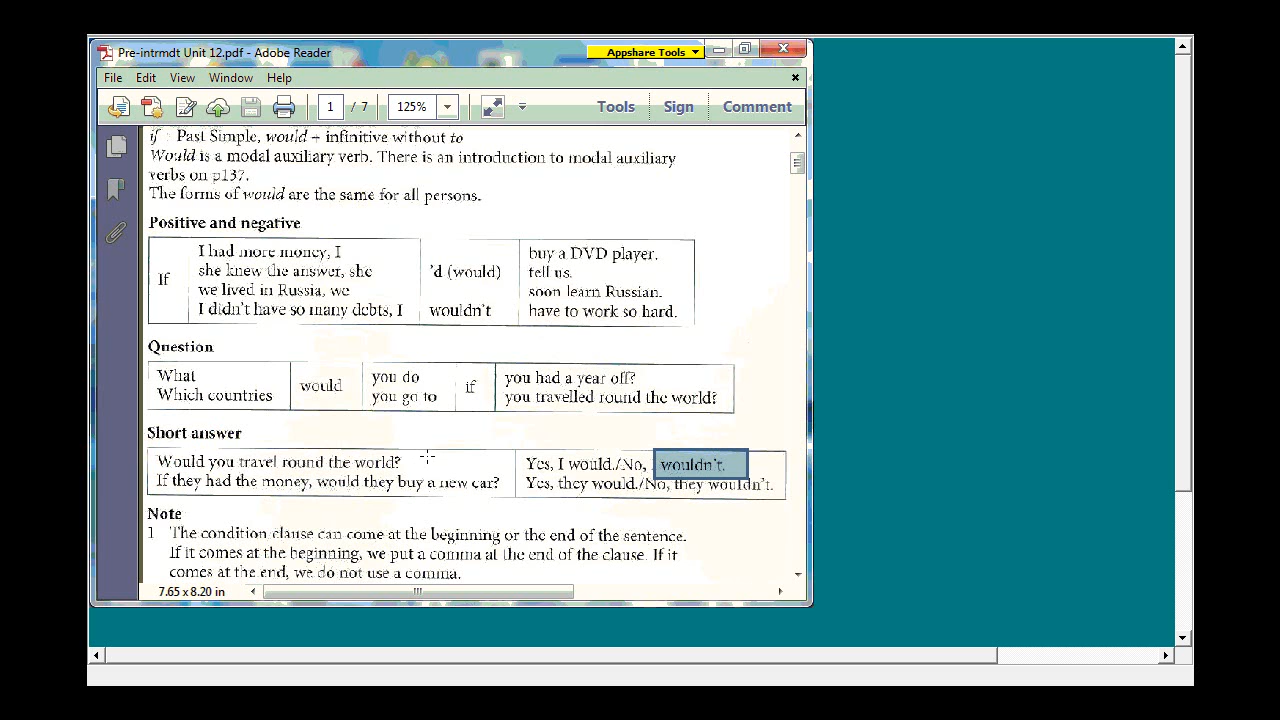 Pre-intrmdt Unit 12.pdf - Adobe Reader
Appshare Tools
File Edit View Window Help
1 / 7 125% Tools Sign Comment
if Past Simple, would + infinitive without to
Would is a modal auxiliary verb. There is an introduction to modal auxiliary
verbs on p137.
The forms of would are the same for all persons.
Positive and negative
If
I had more money, I
she knew the answer, she
we lived in Russia, we
I didn't have so many debts, I
'd (would)
wouldn't
buy a DVD player.
tell us.
soon learn Russian.
have to work so hard.
Question
What
Which countries
would
you do
you go to
if
you had a year off?
you travelled round the world?
Short answer
Would you travel round the world?
If they had the money, would they buy a new car?
Yes, I would./No, wouldn't.
Yes, they would./No, they wouldn't.
Note
1 The condition clause can come at the beginning or the end of the sentence.
If it comes at the beginning, we put a comma at the end of the clause. If it
comes at the end, we do not use a comma.
7.65 x 8.20 in